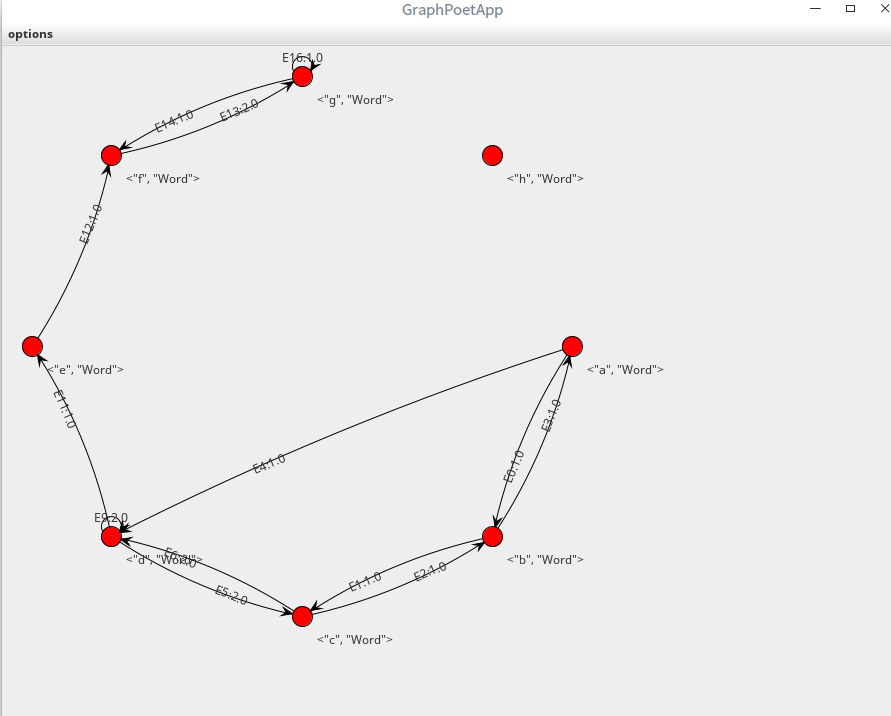 GraphPoetApp
options
E16:1.0
<"g", "Word">
E14:1.0
E13:2.0
<"f", "Word">
<"h", "Word">
E12:1.0
<"e", "Word">
<"a", "Word">
E11:1.0
E3:1.0
E4:1.0
E0:1.0
E9:2.0
<"d", "Word">
<"b", "Word">
E1:1.0
E2:1.0
E5:2.0
<"c", "Word">